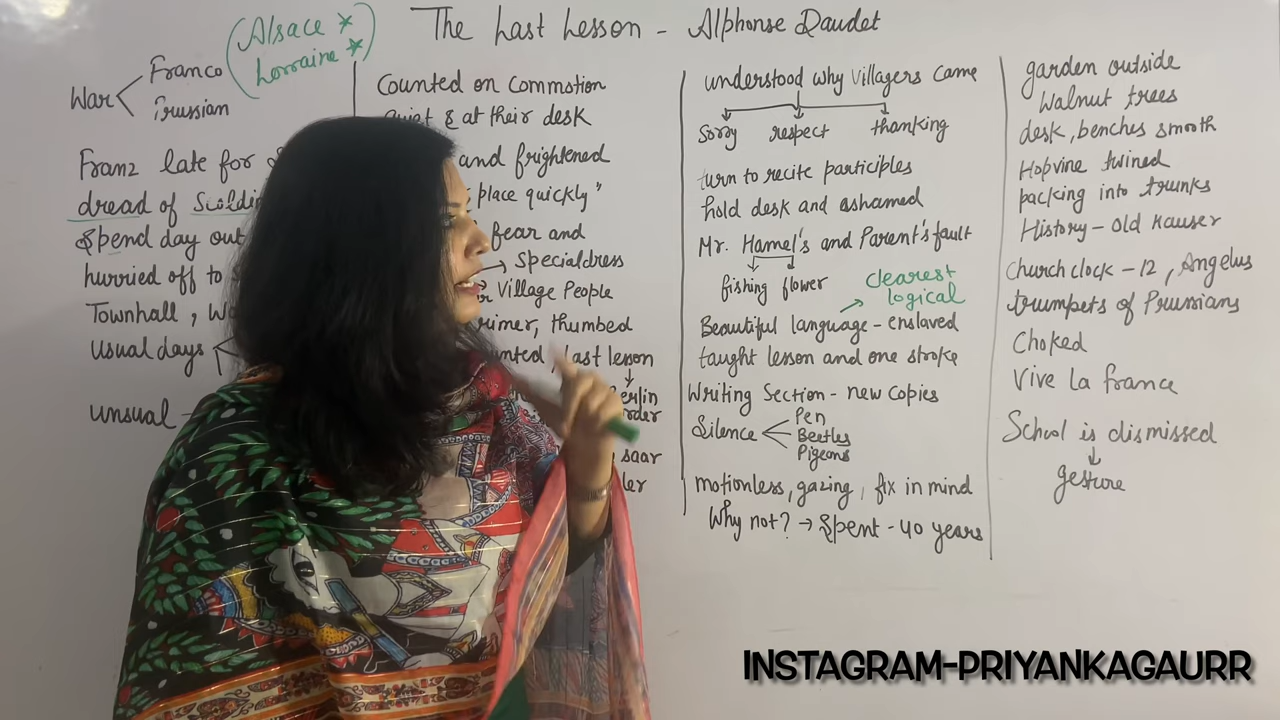 The Last Lesson - Alphonse Daudet
(Alsace *
Lorraine *)
War < Franco
Prussian
Franz late for
dread of
Spend day out
hurried off to
Townhall,
Usual days
unsual -
Counted on commotion
quiet & at their desk
and frightened
place quickly"
fear and
→ Specialdress
Village People
thumbed
last lesson
↓
saar
understood why villagers came
sorry respect thanking
turn to recite participles
hold desk and ashamed
Mr. Hamel's and Parent's fault
fishing flower
clearest
logical
Beautiful language - enslaved
taught lesson and one stroke
Writing Section - new copies
Silence < Pen
Beetles
Pigeons
motionless, gazing, fix in mind
Why not? → Spent - 40 years
garden outside
Walnut trees
desk, benches smooth
Hopvine twined
packing into trunks
History - old Hauser
church clock - 12, Angelus
trumpets of Prussians
Choked
Vive la france
School is dismissed
↓
gesture
INSTAGRAM-PRIYANKAGAURR